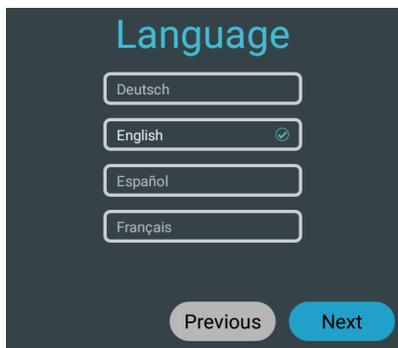 Language
Deutsch
English
Español
Français
Previous Next